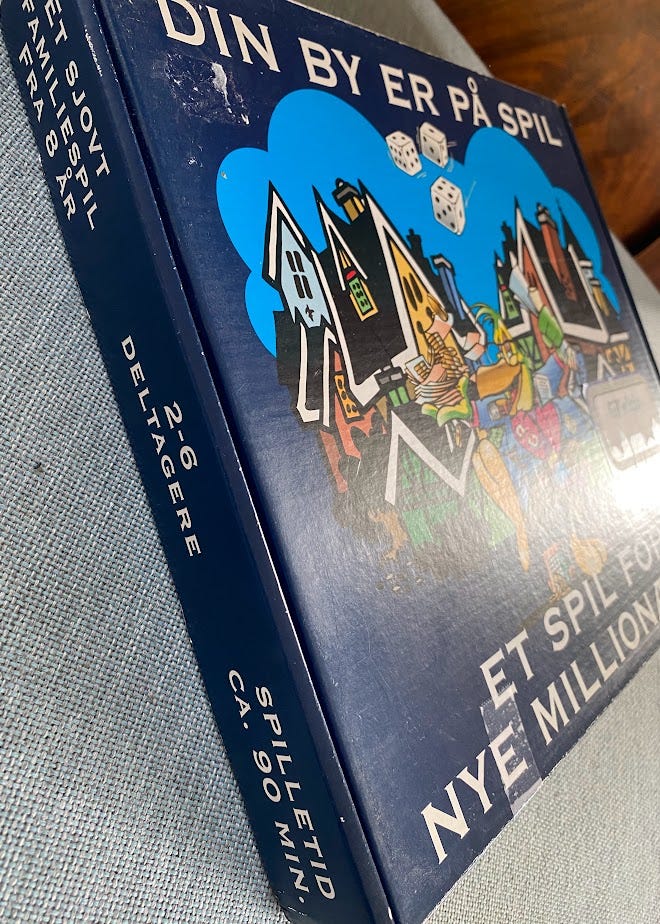 DIN BY ER PÅ SPIL
ET SPIL FOR
NYE
ET SJOVT
FAMILIESPIL
FRA 8 ÅR
2-6
DELTAGERE
SPILLETID
CA. 90 MIN.